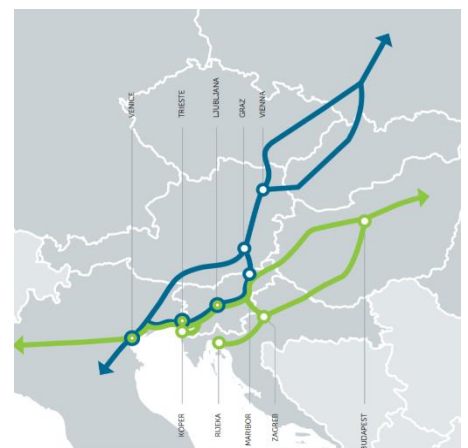 VENICE
TRIESTE
LJUBLJANA
GRAZ
VIENNA
KOPER
RIJEKA
MARIBOR
ZAGREB
BUDAPEST